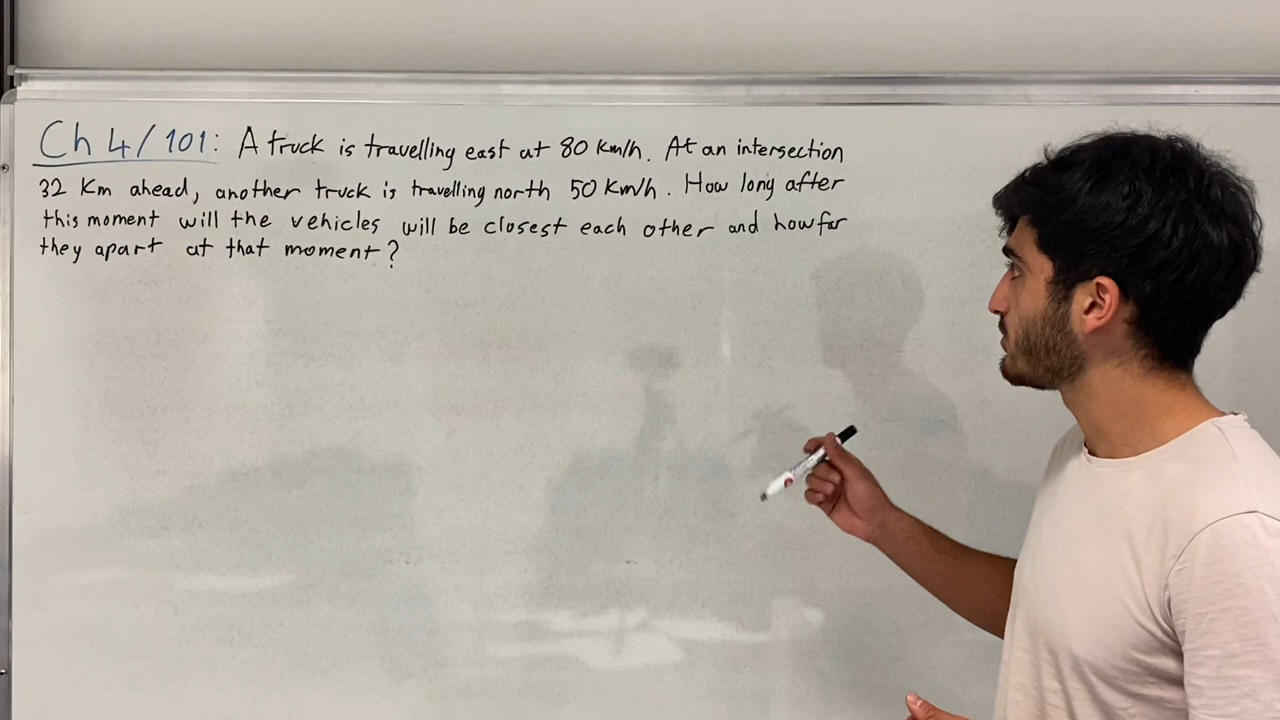 Ch 4/101: A truck is travelling east at 80 km/h. At an intersection
32 Km ahead, another truck is travelling north 50 Km/h. How long after
this moment will the vehicles will be closest each other and how far
they apart at that moment?